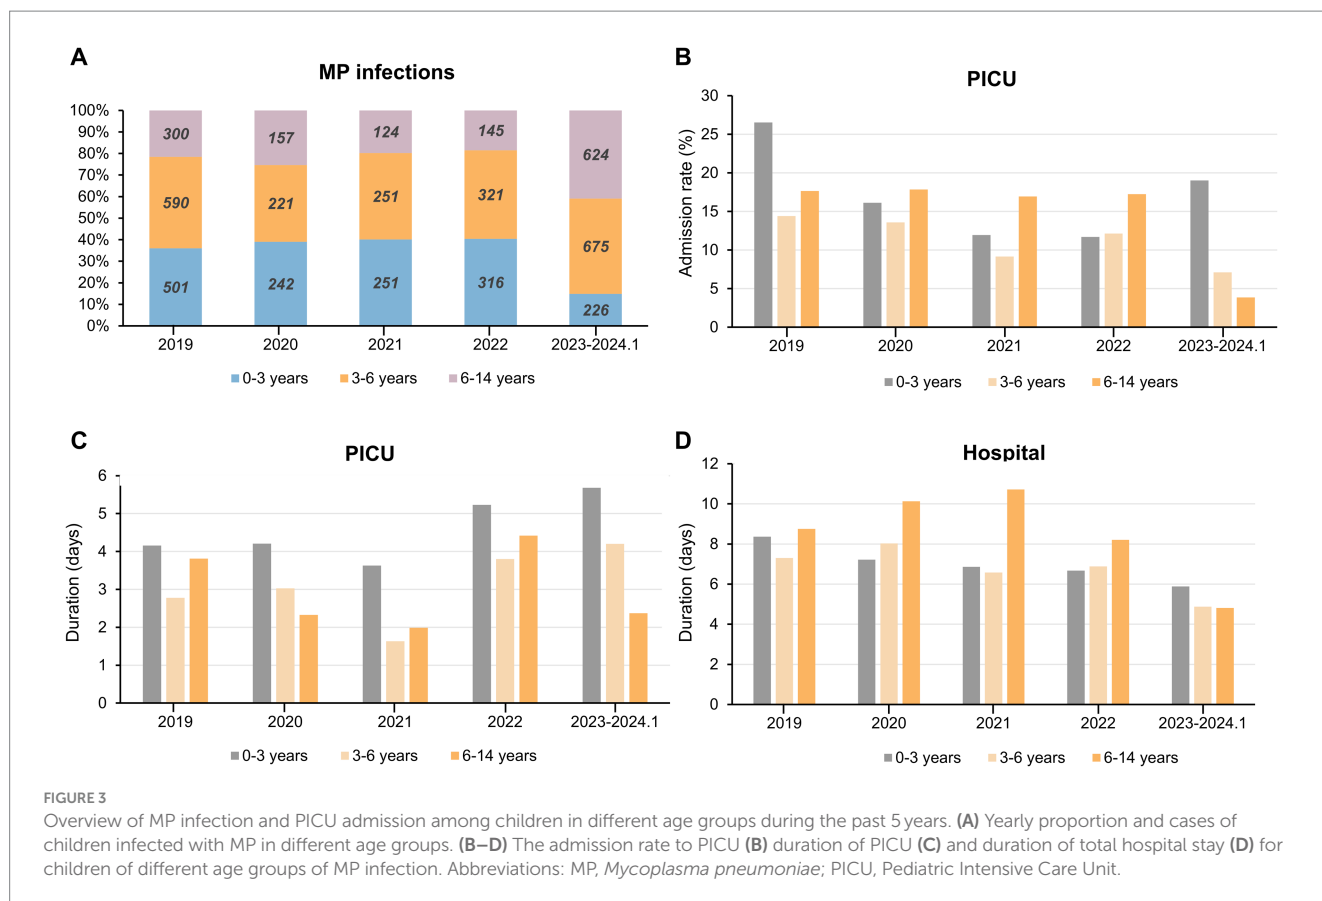 A
MP infections
100%
90%
80%
70%
60%
50%
40%
30%
20%
10%
0%
300
157
124
145
624
590
221
251
321
675
501
242
251
316
226
2019
2020
2021
2022
2023-2024.1
0-3 years
3-6 years
6-14 years
B
PICU
Admission rate (%)
30
25
20
15
10
5
0
2019
2020
2021
2022
2023-2024.1
0-3 years
3-6 years
6-14 years
C
PICU
Duration (days)
6
5
4
3
2
1
0
2019
2020
2021
2022
2023-2024.1
0-3 years
3-6 years
6-14 years
D
Hospital
Duration (days)
12
10
8
6
4
2
0
2019
2020
2021
2022
2023-2024.1
0-3 years
3-6 years
6-14 years
FIGURE 3
Overview of MP infection and PICU admission among children in different age groups during the past 5 years. (A) Yearly proportion and cases of
children infected with MP in different age groups. (B–D) The admission rate to PICU (B) duration of PICU (C) and duration of total hospital stay (D) for
children of different age groups of MP infection. Abbreviations: MP, Mycoplasma pneumoniae; PICU, Pediatric Intensive Care Unit.